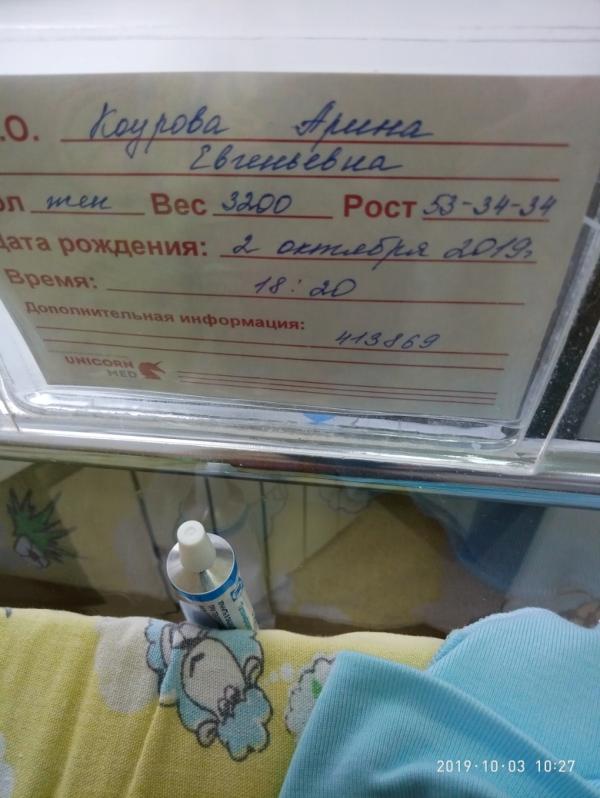 .О. Коурова Арина
Евгеньевна
ол жен Вес 3200 Рост 53-34-34
Дата рождения: 2 октября 2019г
Время: 18:20
Дополнительная информация:
413869
UNICORN
MED
2019-10-03 10:27